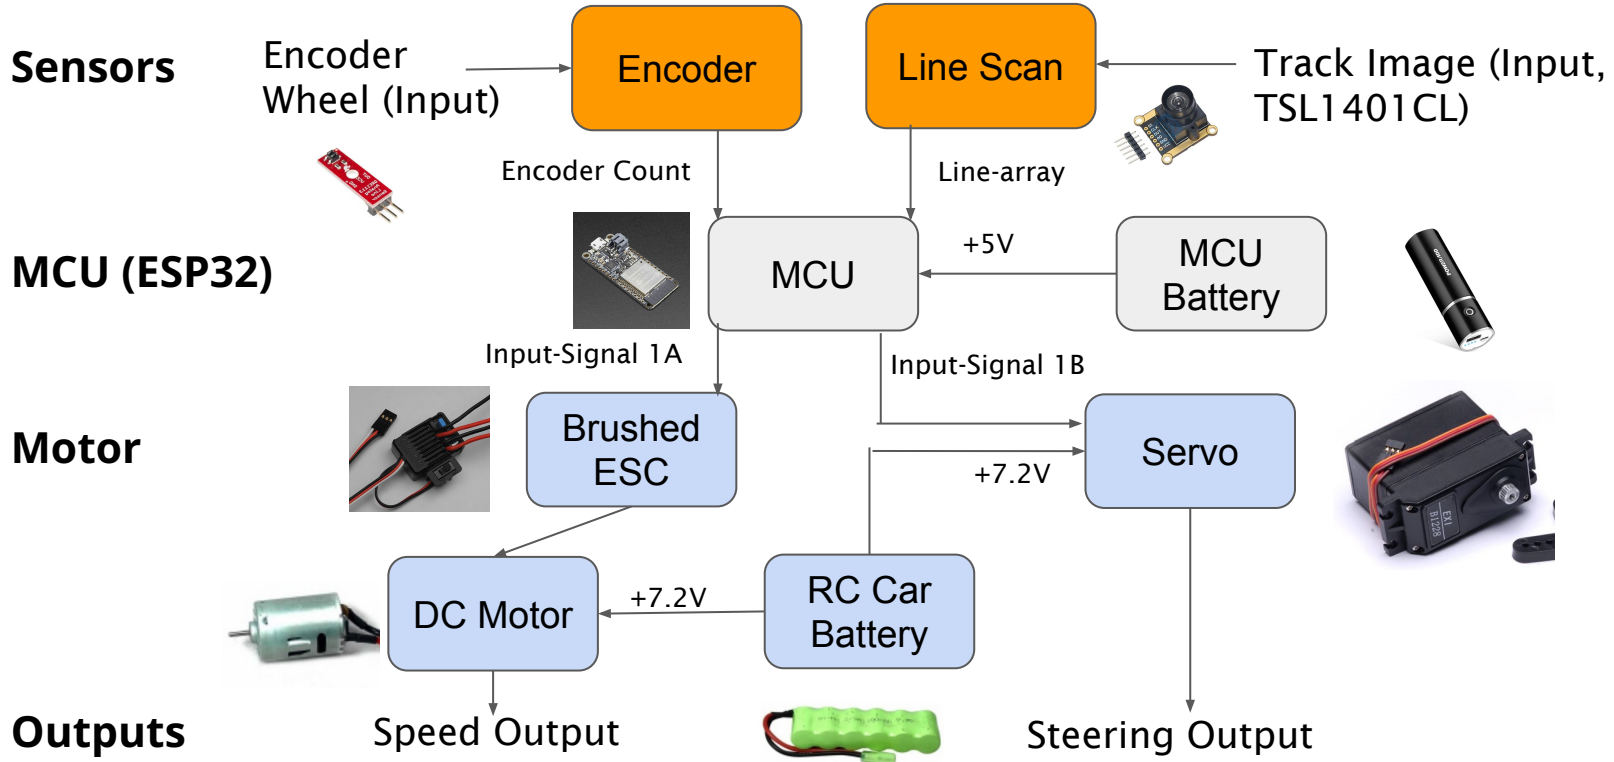 Sensors
Encoder
Wheel (Input)
Encoder
Line Scan
Track Image (Input,
TSL1401CL)
Encoder Count
Line-array
MCU (ESP32)
MCU
+5V
MCU
Battery
Input-Signal 1A
Input-Signal 1B
Motor
Brushed
ESC
Servo
+7.2V
EXI
B1228
DC Motor
+7.2V
RC Car
Battery
Outputs
Speed Output
Steering Output